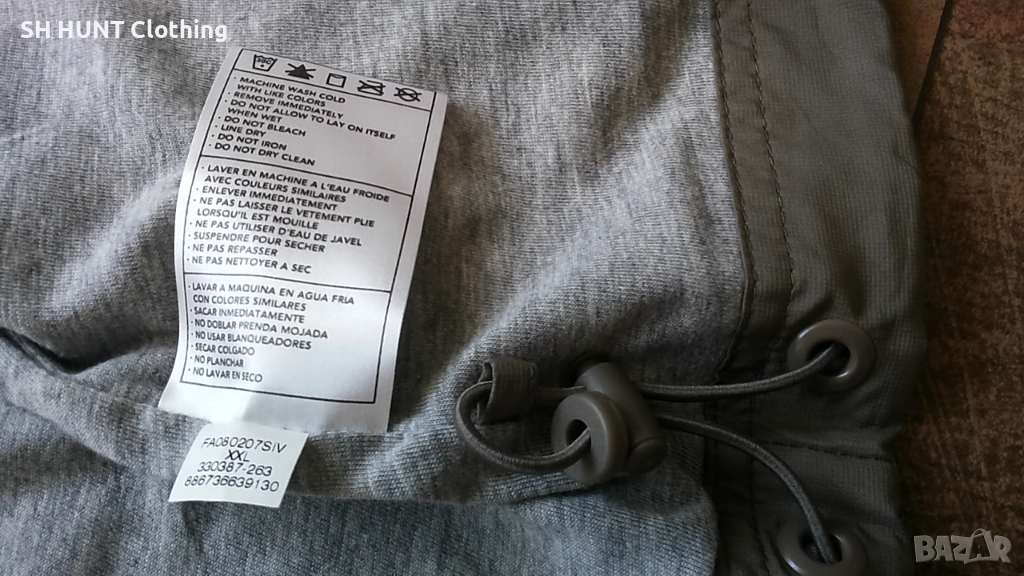 SH HUNT Clothing
· MACHINE WASH COLD
WITH LIKE COLORS
· REMOVE IMMEDIATELY
· DO NOT ALLOW TO LAY ON ITSELF
WHEN WET
· DO NOT BLEACH
· LINE DRY
· DO NOT IRON
· DO NOT DRY CLEAN
· LAVER EN MACHINE A L'EAU FROIDE
AVEC COULEURS SIMILAIRES
· ENLEVER IMMEDIATEMENT
· NE PAS LAISSER LE VETEMENT PLIE
LORSQU'IL EST MOUILLE
· NE PAS UTILISER D'EAU DE JAVEL
· SUSPENDRE POUR SECHER
· NE PAS REPASSER
· NE PAS NETTOYER A SEC
· LAVAR A MAQUINA EN AGUA FRIA
CON COLORES SIMILARES
· SACAR INMEDIATAMENTE
· NO DOBLAR PRENDA MOJADA
· NO USAR BLANQUEADORES
· SECAR COLGADO
· NO PLANCHAR
· NO LAVAR EN SECO
FA080207SIV
XXL
330387-263
886736639130
BAZAR